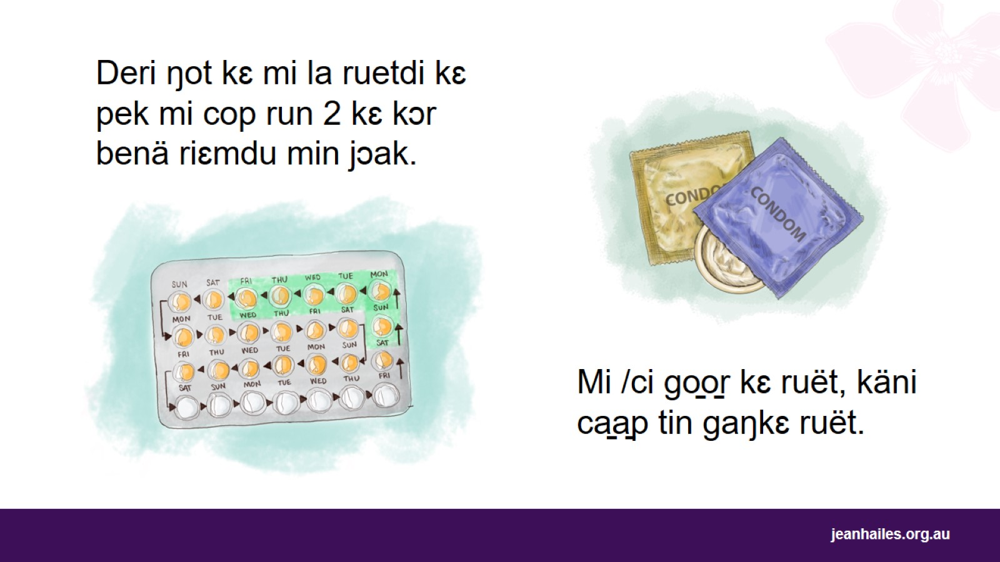 Deri ŋot kɛ mi la ruetdi kɛ
pek mi cop run 2 kɛ kɔr
benä riɛmdu min jɔak.
SUN SAT FRI THU WED TUE MON
MON TUE WED THU FRI SAT SUN
FRI THU WED TUE MON SUN SAT
SAT SUN MON TUE WED THU FRI
CONDO
CONDOM
Mi /ci go̱o̱r kɛ ruët, käni
ca̱a̱p tin gaŋkɛ ruët.
jeanhailes.org.au